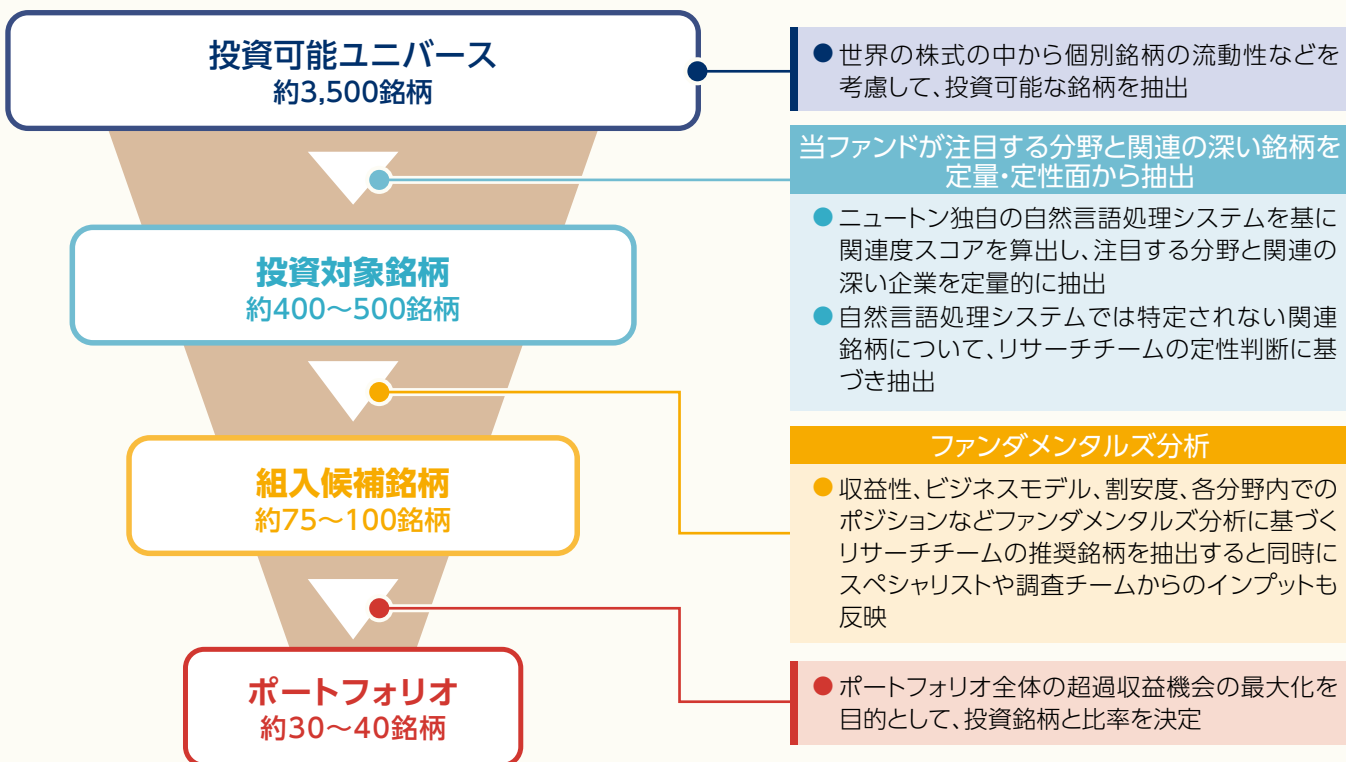 投資可能ユニバース
約3,500銘柄
●世界の株式の中から個別銘柄の流動性などを
考慮して、投資可能な銘柄を抽出
当ファンドが注目する分野と関連の深い銘柄を
定量・定性面から抽出
●ニュートン独自の自然言語処理システムを基に
関連度スコアを算出し、注目する分野と関連の
深い企業を定量的に抽出
●自然言語処理システムでは特定されない関連
銘柄について、リサーチチームの定性判断に基
づき抽出
投資対象銘柄
約400～500銘柄
ファンダメンタルズ分析
●収益性、ビジネスモデル、割安度、各分野内での
ポジションなどファンダメンタルズ分析に基づく
リサーチチームの推奨銘柄を抽出すると同時に
スペシャリストや調査チームからのインプットも
反映
組入候補銘柄
約75～100銘柄
●ポートフォリオ全体の超過収益機会の最大化を
目的として、投資銘柄と比率を決定
ポートフォリオ
約30～40銘柄